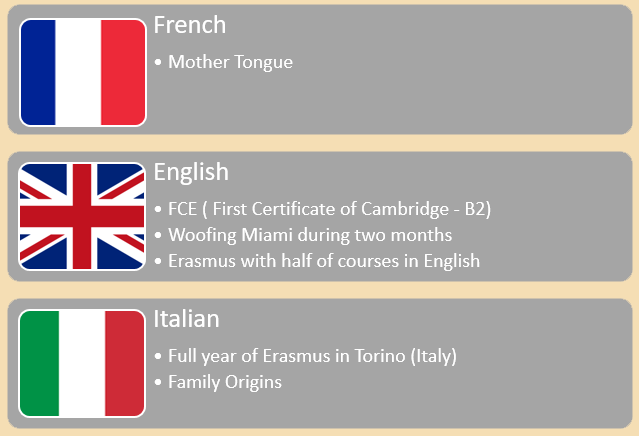 French
• Mother Tongue
English
• FCE ( First Certificate of Cambridge - B2)
• Woofing Miami during two months
• Erasmus with half of courses in English
Italian
• Full year of Erasmus in Torino (Italy)
• Family Origins